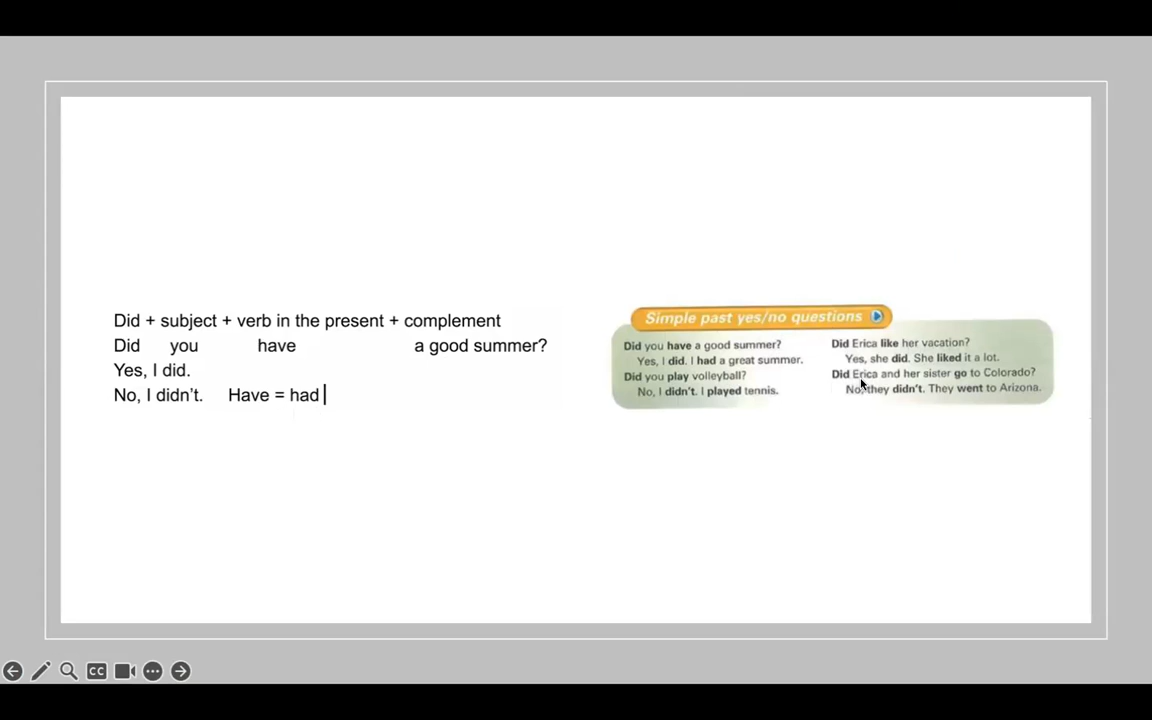 Did + subject + verb in the present + complement
Did you have a good summer?
Yes, I did.
No, I didn't. Have = had
Simple past yes/no questions
Did you have a good summer?
Yes, I did. I had a great summer.
Did you play volleyball?
No, I didn't. I played tennis.
Did Erica like her vacation?
Yes, she did. She liked it a lot.
Did Erica and her sister go to Colorado?
No, they didn't. They went to Arizona.
CC